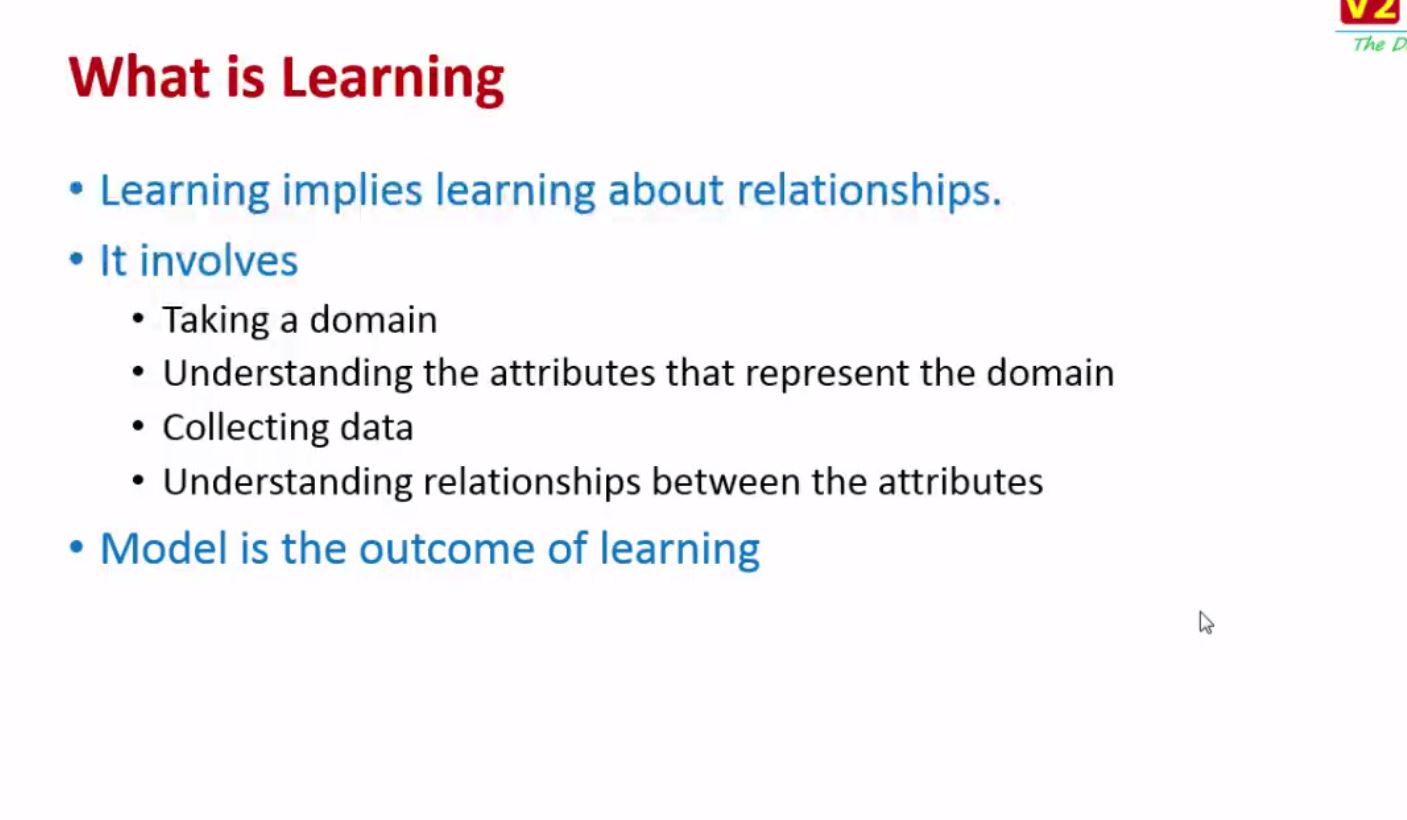 V2
The
What is Learning
• Learning implies learning about relationships.
• It involves
• Taking a domain
• Understanding the attributes that represent the domain
• Collecting data
• Understanding relationships between the attributes
• Model is the outcome of learning